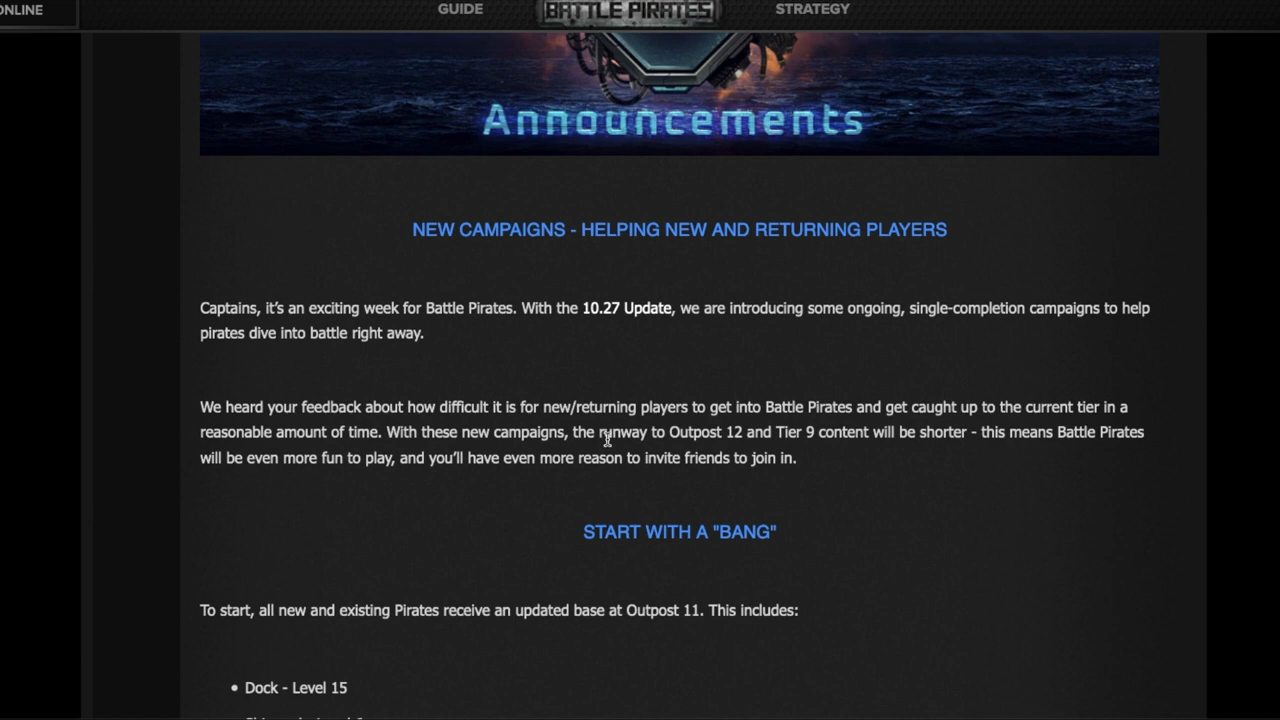 ONLINE
GUIDE
BATTLE PIRATES
STRATEGY
Announcements
NEW CAMPAIGNS - HELPING NEW AND RETURNING PLAYERS
Captains, it’s an exciting week for Battle Pirates. With the 10.27 Update, we are introducing some ongoing, single-completion campaigns to help
pirates dive into battle right away.
We heard your feedback about how difficult it is for new/returning players to get into Battle Pirates and get caught up to the current tier in a
reasonable amount of time. With these new campaigns, the runway to Outpost 12 and Tier 9 content will be shorter - this means Battle Pirates
will be even more fun to play, and you’ll have even more reason to invite friends to join in.
START WITH A "BANG"
To start, all new and existing Pirates receive an updated base at Outpost 11. This includes:
• Dock - Level 15